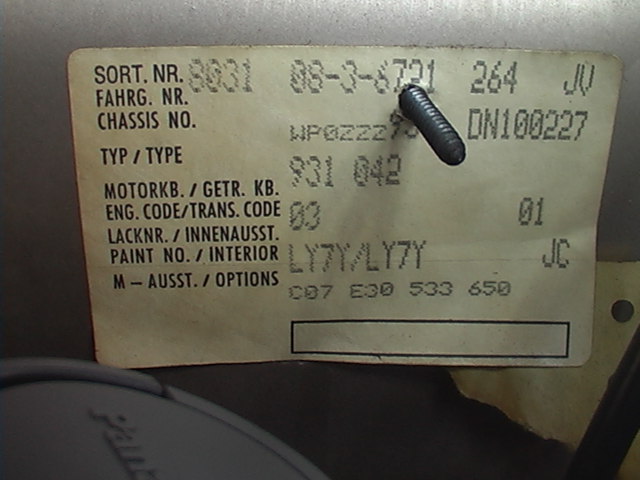 SORT. NR. 8031 08-3-6721 264 JV
FAHRG. NR.
CHASSIS NO. WP0ZZZ93 DN100227
TYP / TYPE 931 042
MOTORKB. / GETR. KB.
ENG. CODE/TRANS. CODE 03 01
LACKNR. / INNENAUSST.
PAINT NO. / INTERIOR LY7Y/LY7Y JC
M – AUSST. / OPTIONS C07 E30 533 650